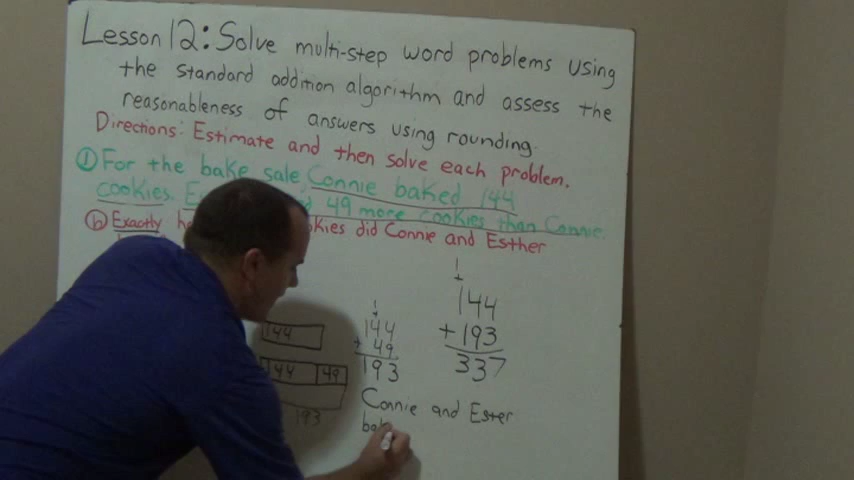 Lesson 12: Solve multi-step word problems using
the standard addition algorithm and assess the
reasonableness of answers using rounding.
Directions: Estimate and then solve each problem.
① For the bake sale, Connie baked 144
cookies. 49 more cookies than Connie.
ⓑ Exactly did Connie and Esther
144
144 49
193
1
144
+ 49
193
1
144
+ 193
337
Connie and Ester